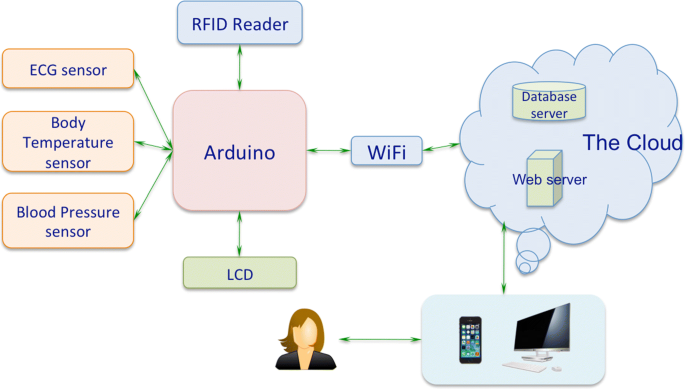 RFID Reader
ECG sensor
Body
Temperature
sensor
Blood Pressure
sensor
Arduino
WiFi
LCD
Database
server
The Cloud
Web server